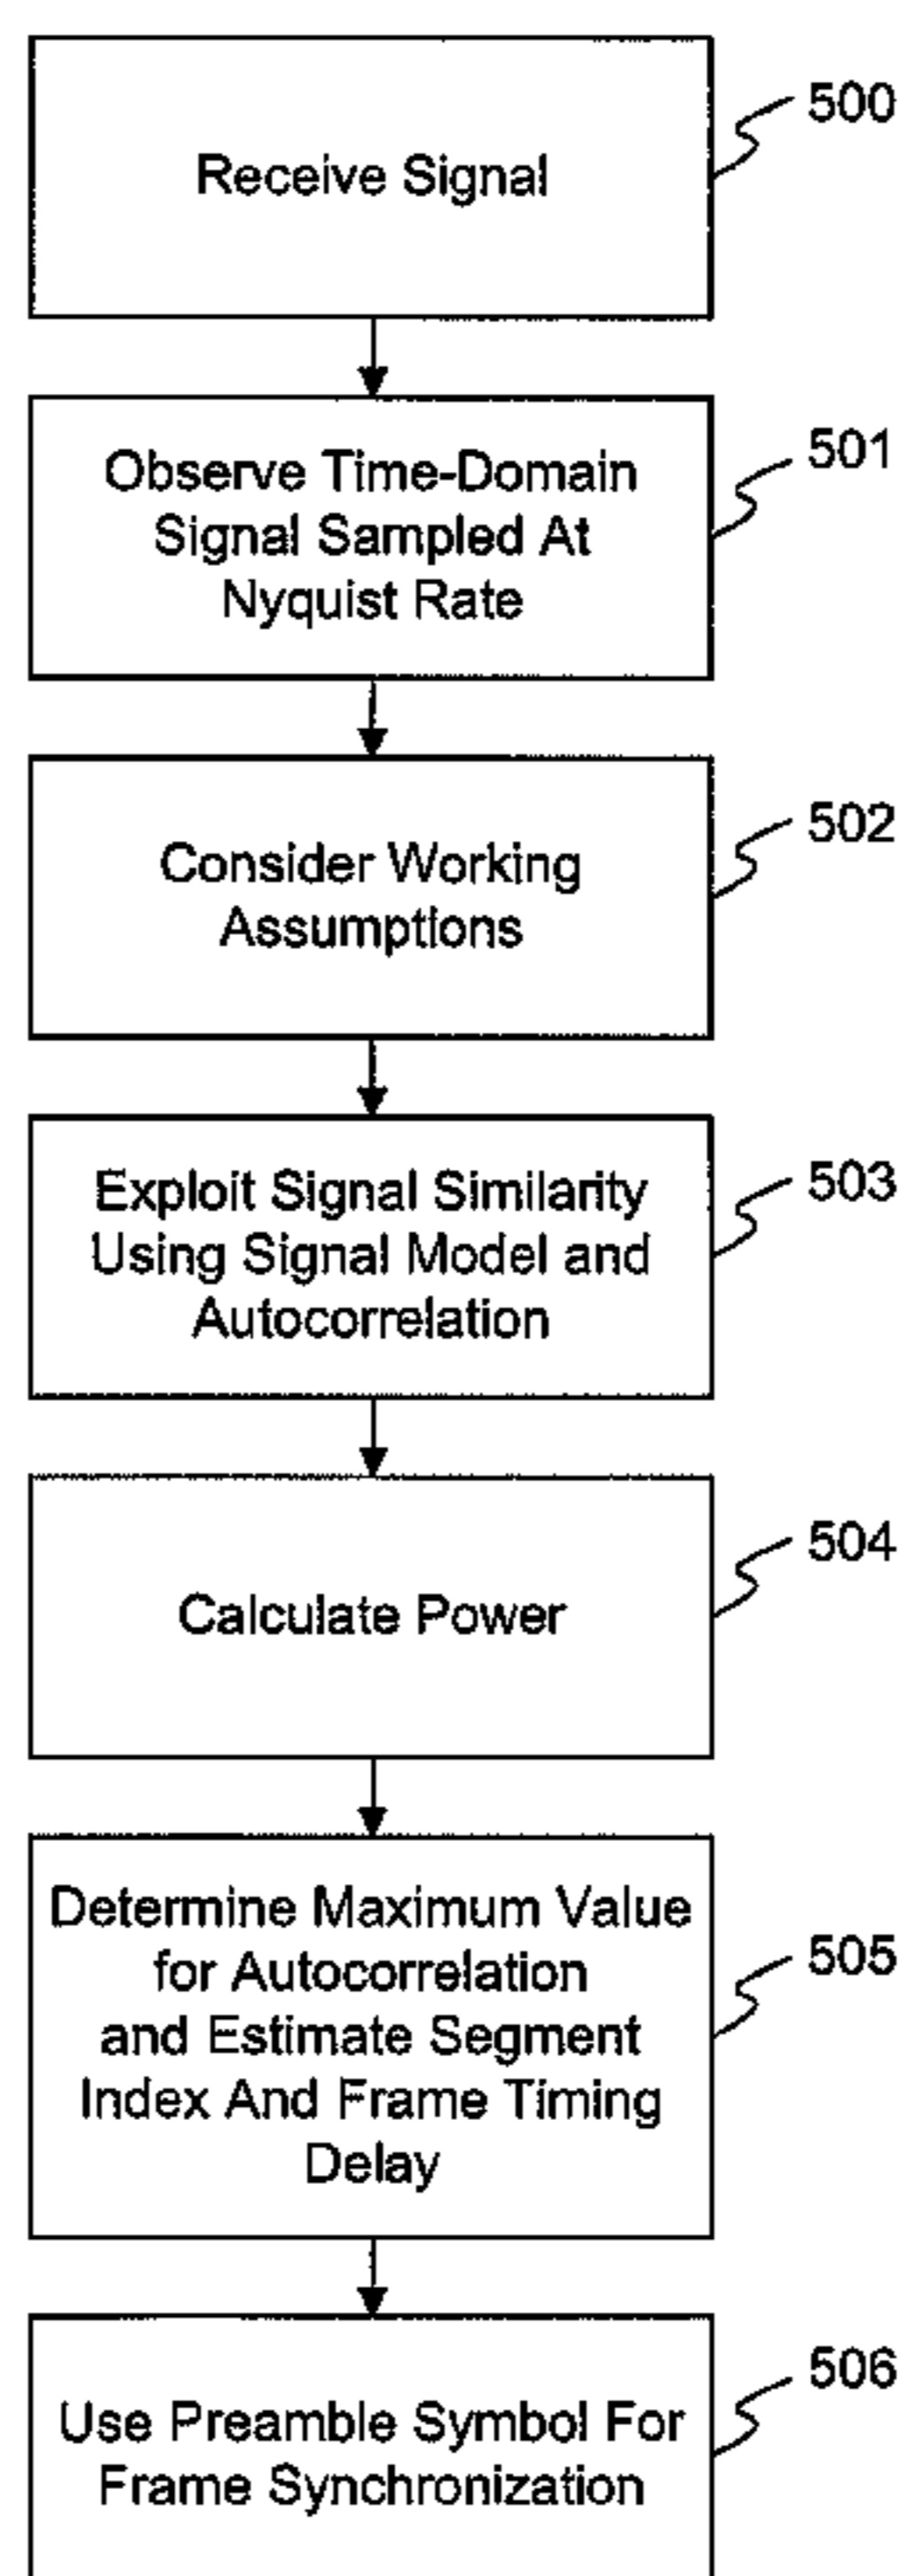 Receive Signal
500
Observe Time-Domain
Signal Sampled At
Nyquist Rate
501
Consider Working
Assumptions
502
Exploit Signal Similarity
Using Signal Model and
Autocorrelation
503
Calculate Power
504
Determine Maximum Value
for Autocorrelation
and Estimate Segment
Index And Frame Timing
Delay
505
Use Preamble Symbol For
Frame Synchronization
506